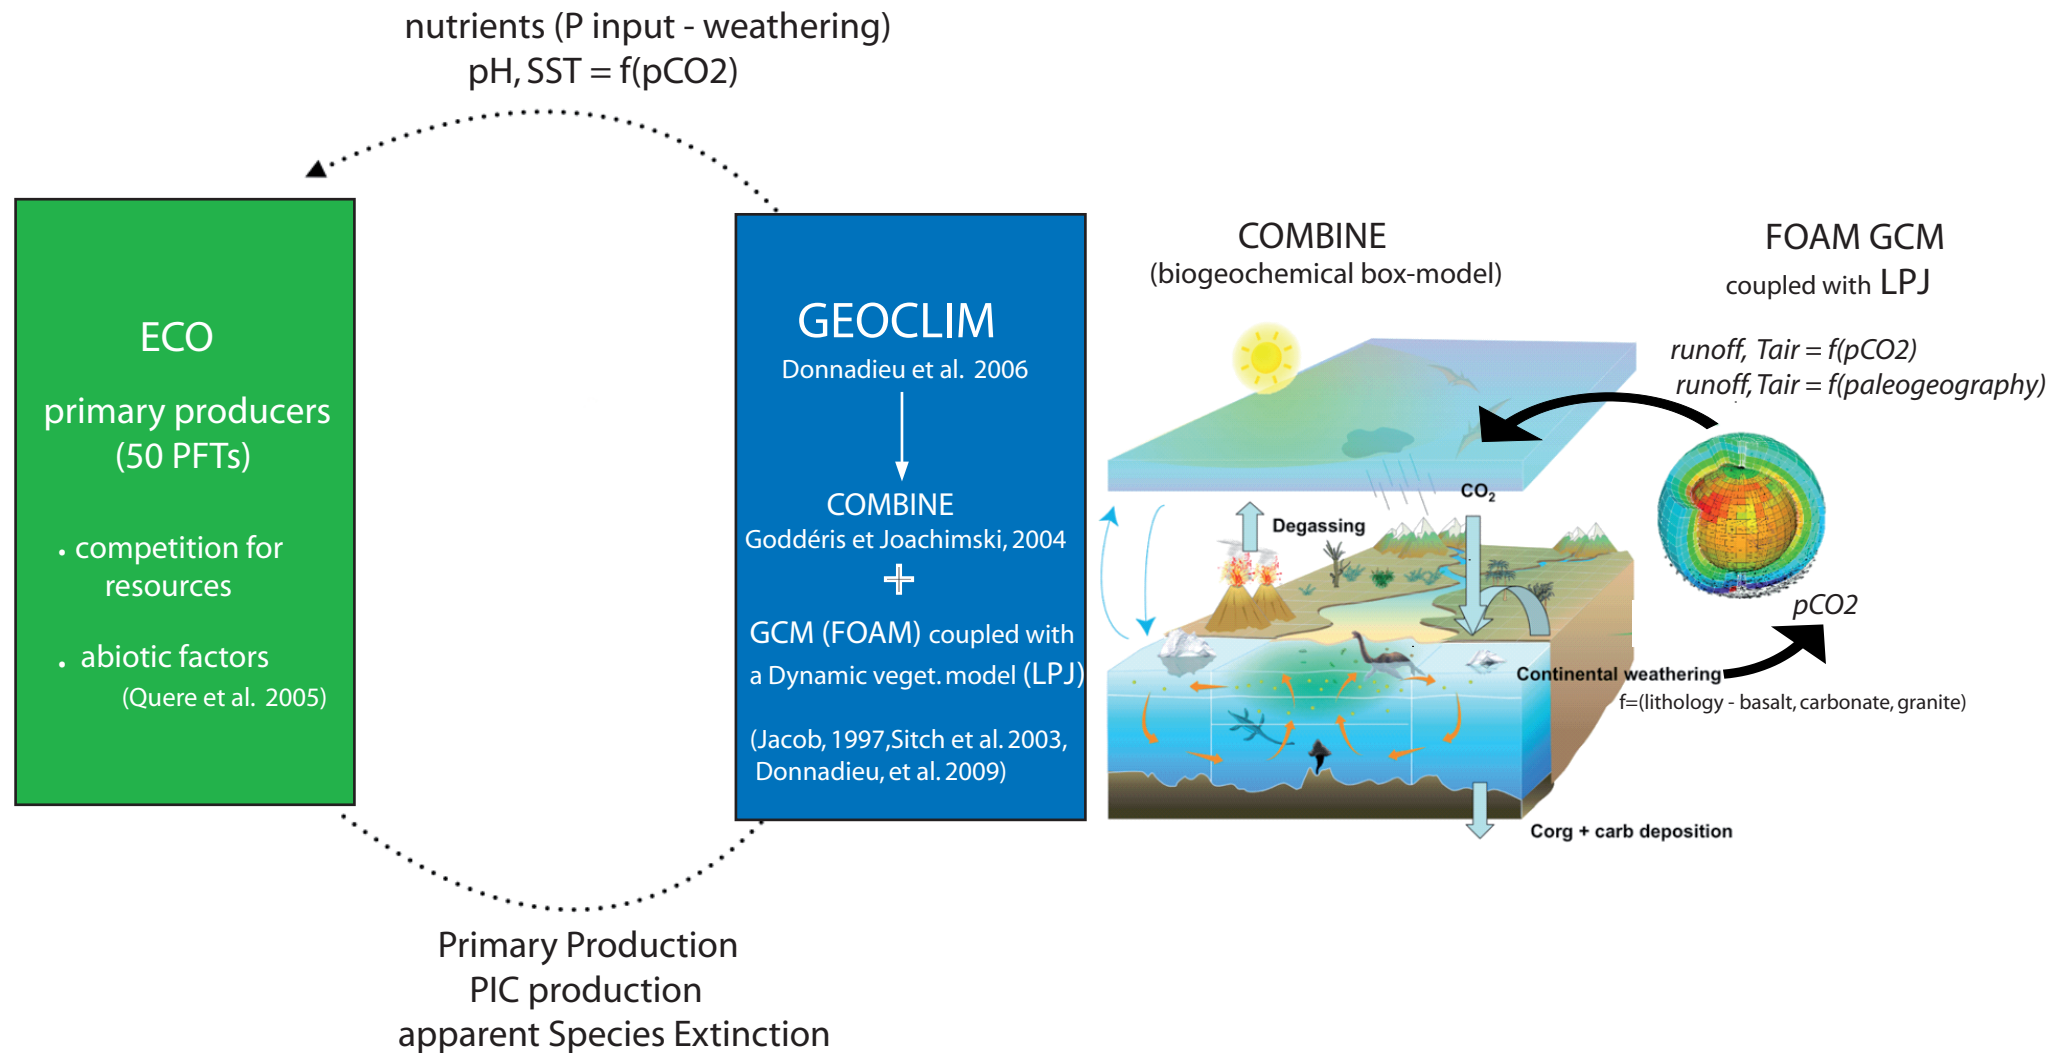 nutrients (P input - weathering)
pH, SST = f(pCO2)
ECO
primary producers
(50 PFTs)
· competition for
resources
· abiotic factors
(Quere et al. 2005)
GEOCLIM
Donnadieu et al. 2006
COMBINE
Goddéris et Joachimski, 2004
GCM (FOAM) coupled with
a Dynamic veget. model (LPJ)
(Jacob, 1997,Sitch et al. 2003,
Donnadieu, et al. 2009)
Primary Production
PIC production
apparent Species Extinction
COMBINE
(biogeochemical box-model)
FOAM GCM
coupled with LPJ
runoff, Tair = f(pCO2)
runoff, Tair = f(paleogeography)
CO2
Degassing
pCO2
Continental weathering
f=(lithology - basalt, carbonate, granite)
Corg + carb deposition